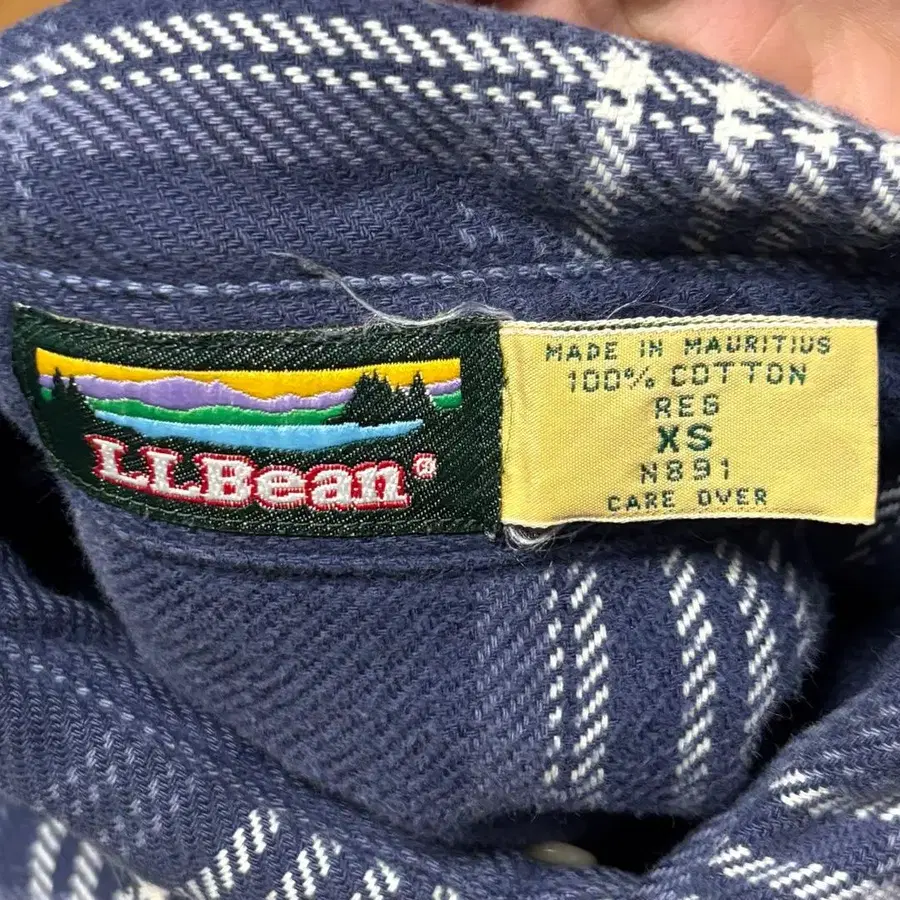 LLBean®
MADE IN MAURITIUS
100% COTTON
REG
XS
N891
CARE OVER